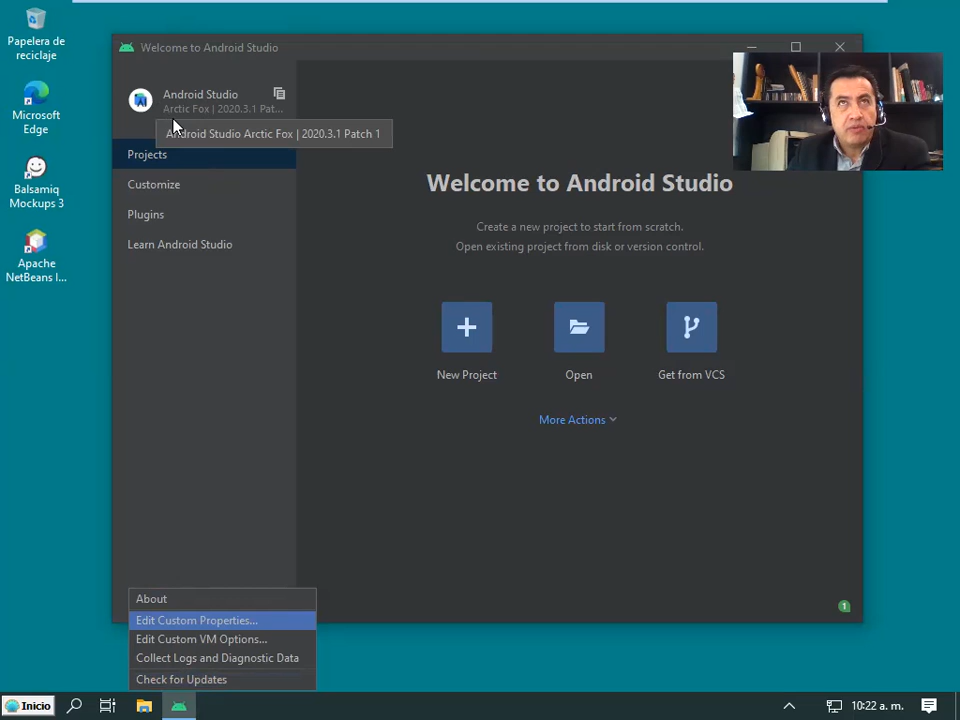 Papelera de
reciclaje
Microsoft
Edge
Balsamiq
Mockups 3
Apache
NetBeans I...
Welcome to Android Studio
Android Studio
Arctic Fox | 2020.3.1 Pat...
Android Studio Arctic Fox | 2020.3.1 Patch 1
Projects
Customize
Plugins
Learn Android Studio
Welcome to Android Studio
Create a new project to start from scratch.
Open existing project from disk or version control.
New Project
Open
Get from VCS
More Actions
1
About
Edit Custom Properties...
Edit Custom VM Options...
Collect Logs and Diagnostic Data
Check for Updates
Inicio
10:22 a. m.